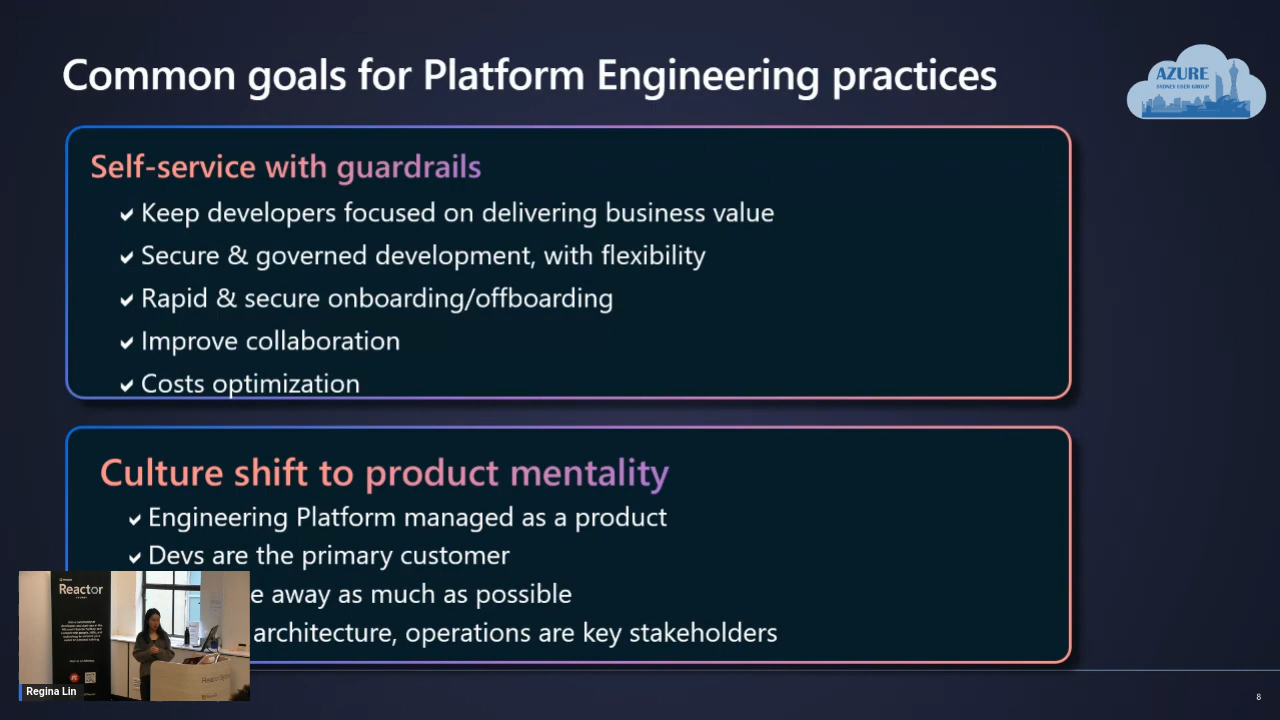 Common goals for Platform Engineering practices
AZURE
SYDNEY USER GROUP
Self-service with guardrails
Keep developers focused on delivering business value
Secure & governed development, with flexibility
Rapid & secure onboarding/offboarding
Improve collaboration
Costs optimization
Culture shift to product mentality
Engineering Platform managed as a product
Devs are the primary customer
e away as much as possible
architecture, operations are key stakeholders
Reactor
Regina Lin
8